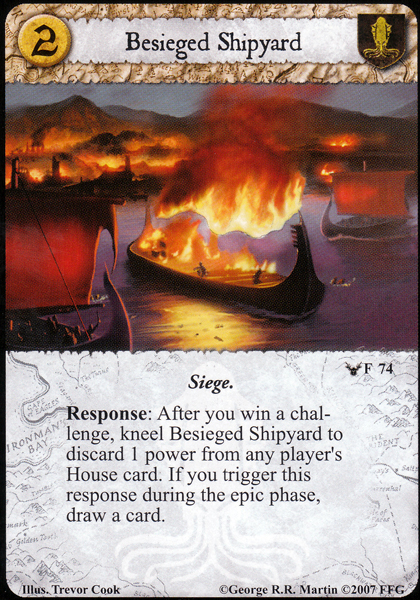 2
Besieged Shipyard
F 74
Siege.
Response: After you win a chal-
lenge, kneel Besieged Shipyard to
discard 1 power from any player's
House card. If you trigger this
response during the epic phase,
draw a card.
IRONMAN'S
BAY
Illus. Trevor Cook
©George R.R. Martin ©2007 FFG